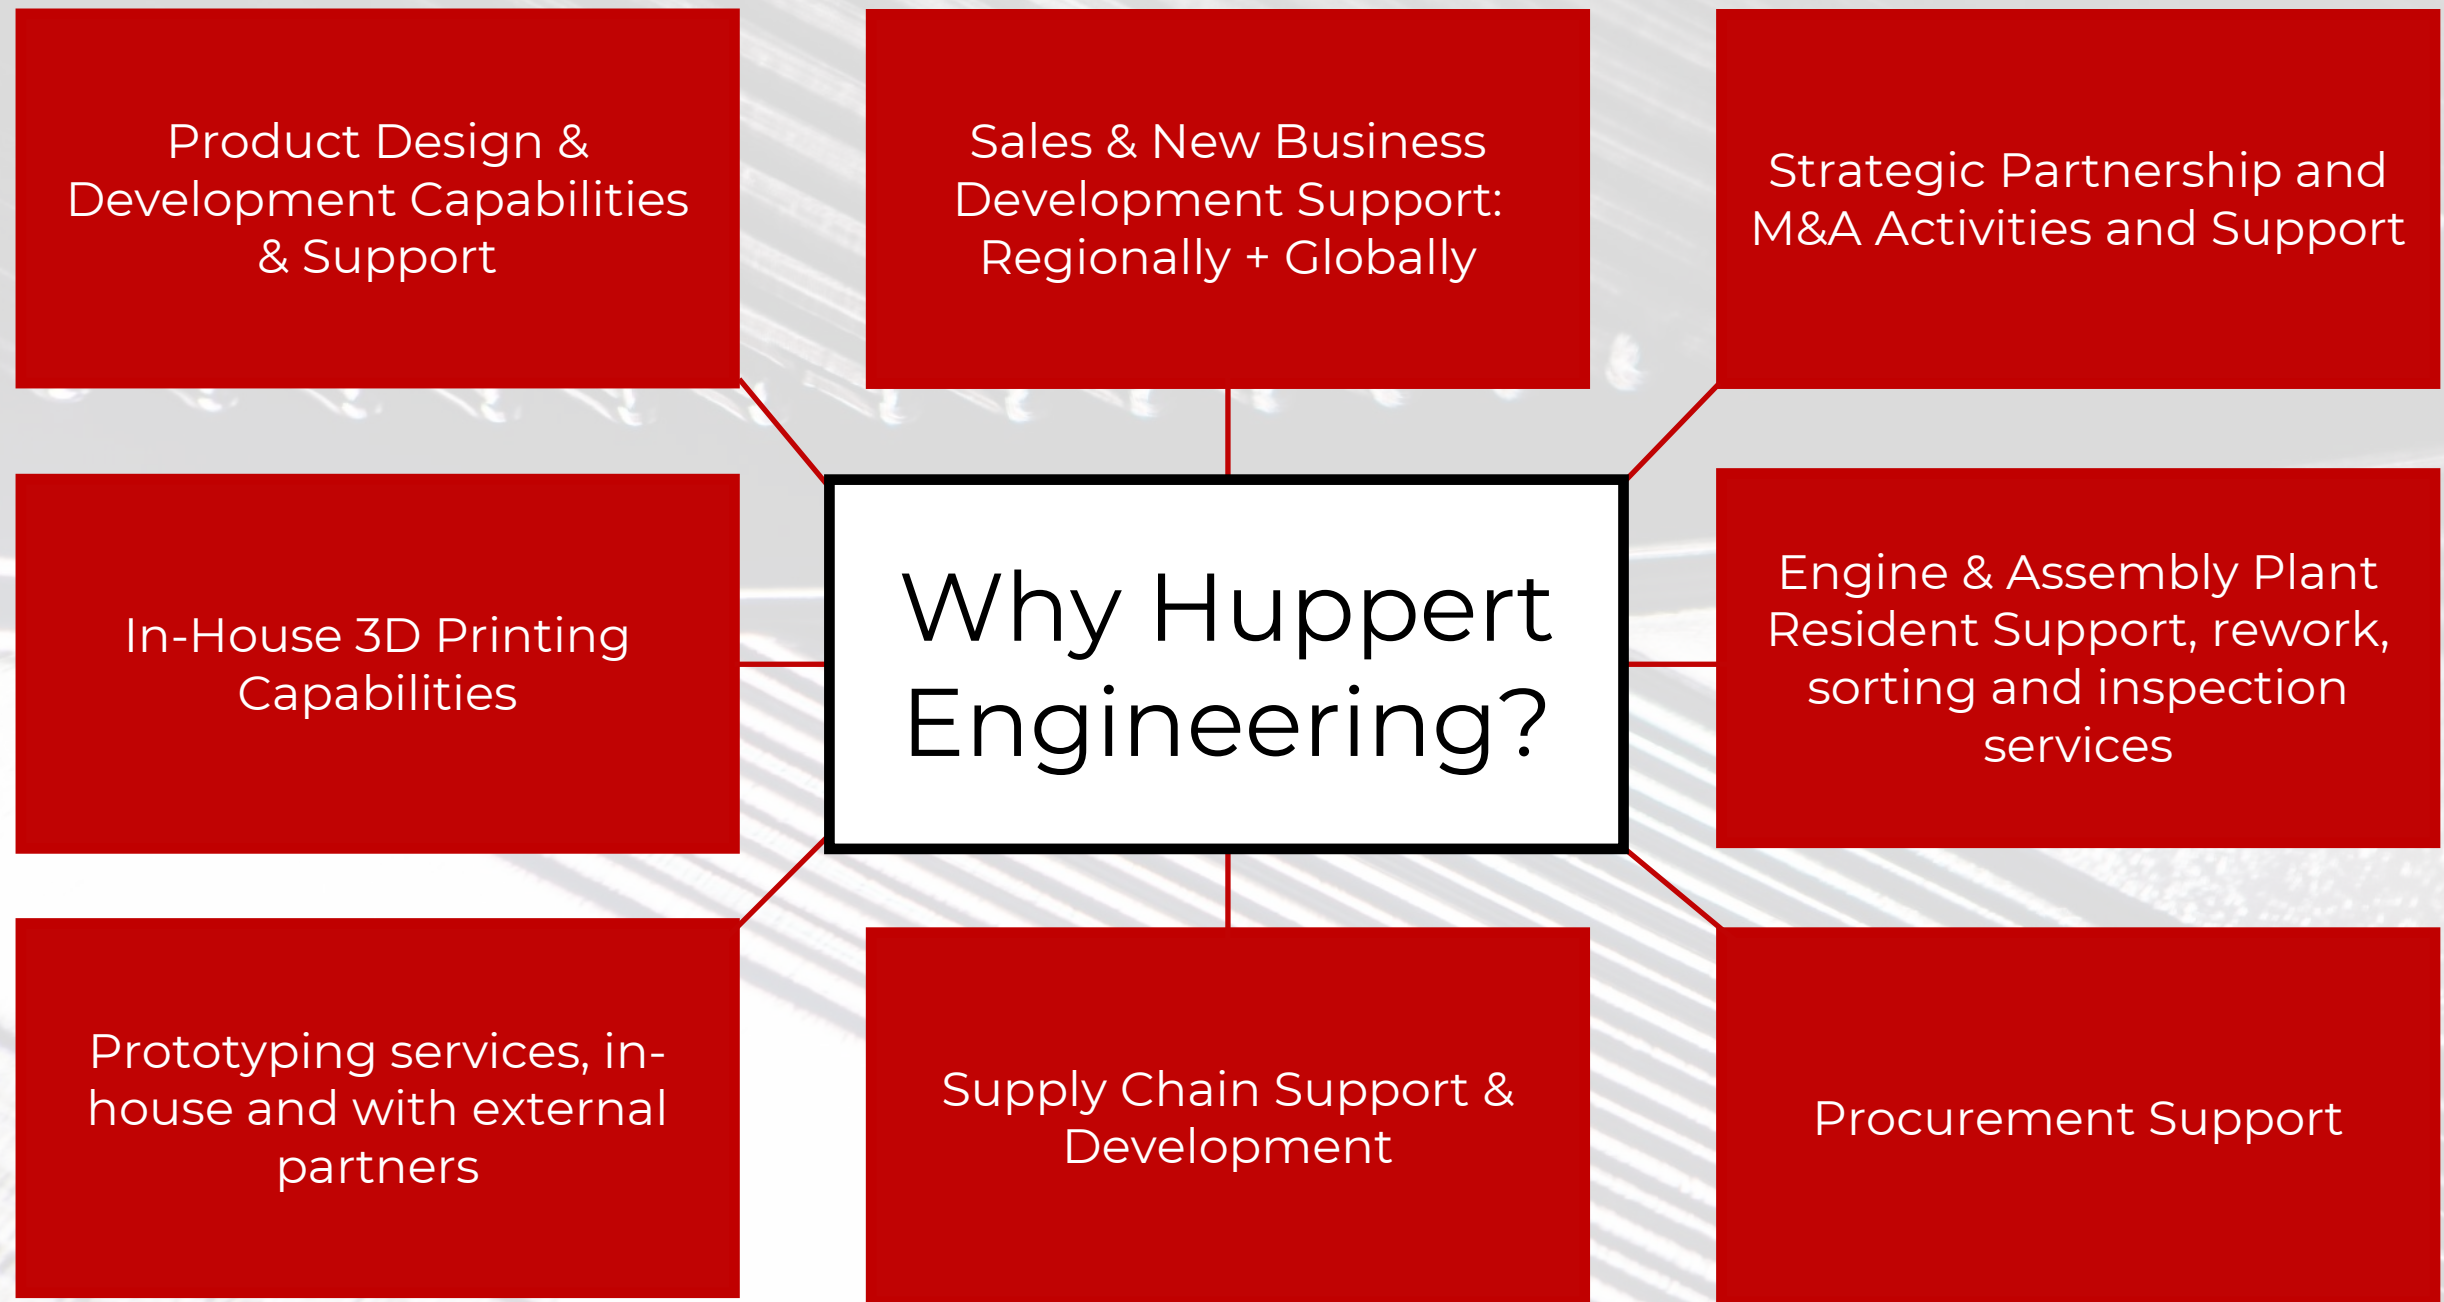 Product Design &
Development Capabilities
& Support
Sales & New Business
Development Support:
Regionally + Globally
Strategic Partnership and
M&A Activities and Support
In-House 3D Printing
Capabilities
Why Huppert
Engineering?
Engine & Assembly Plant
Resident Support, rework,
sorting and inspection
services
Prototyping services, in-
house and with external
partners
Supply Chain Support &
Development
Procurement Support